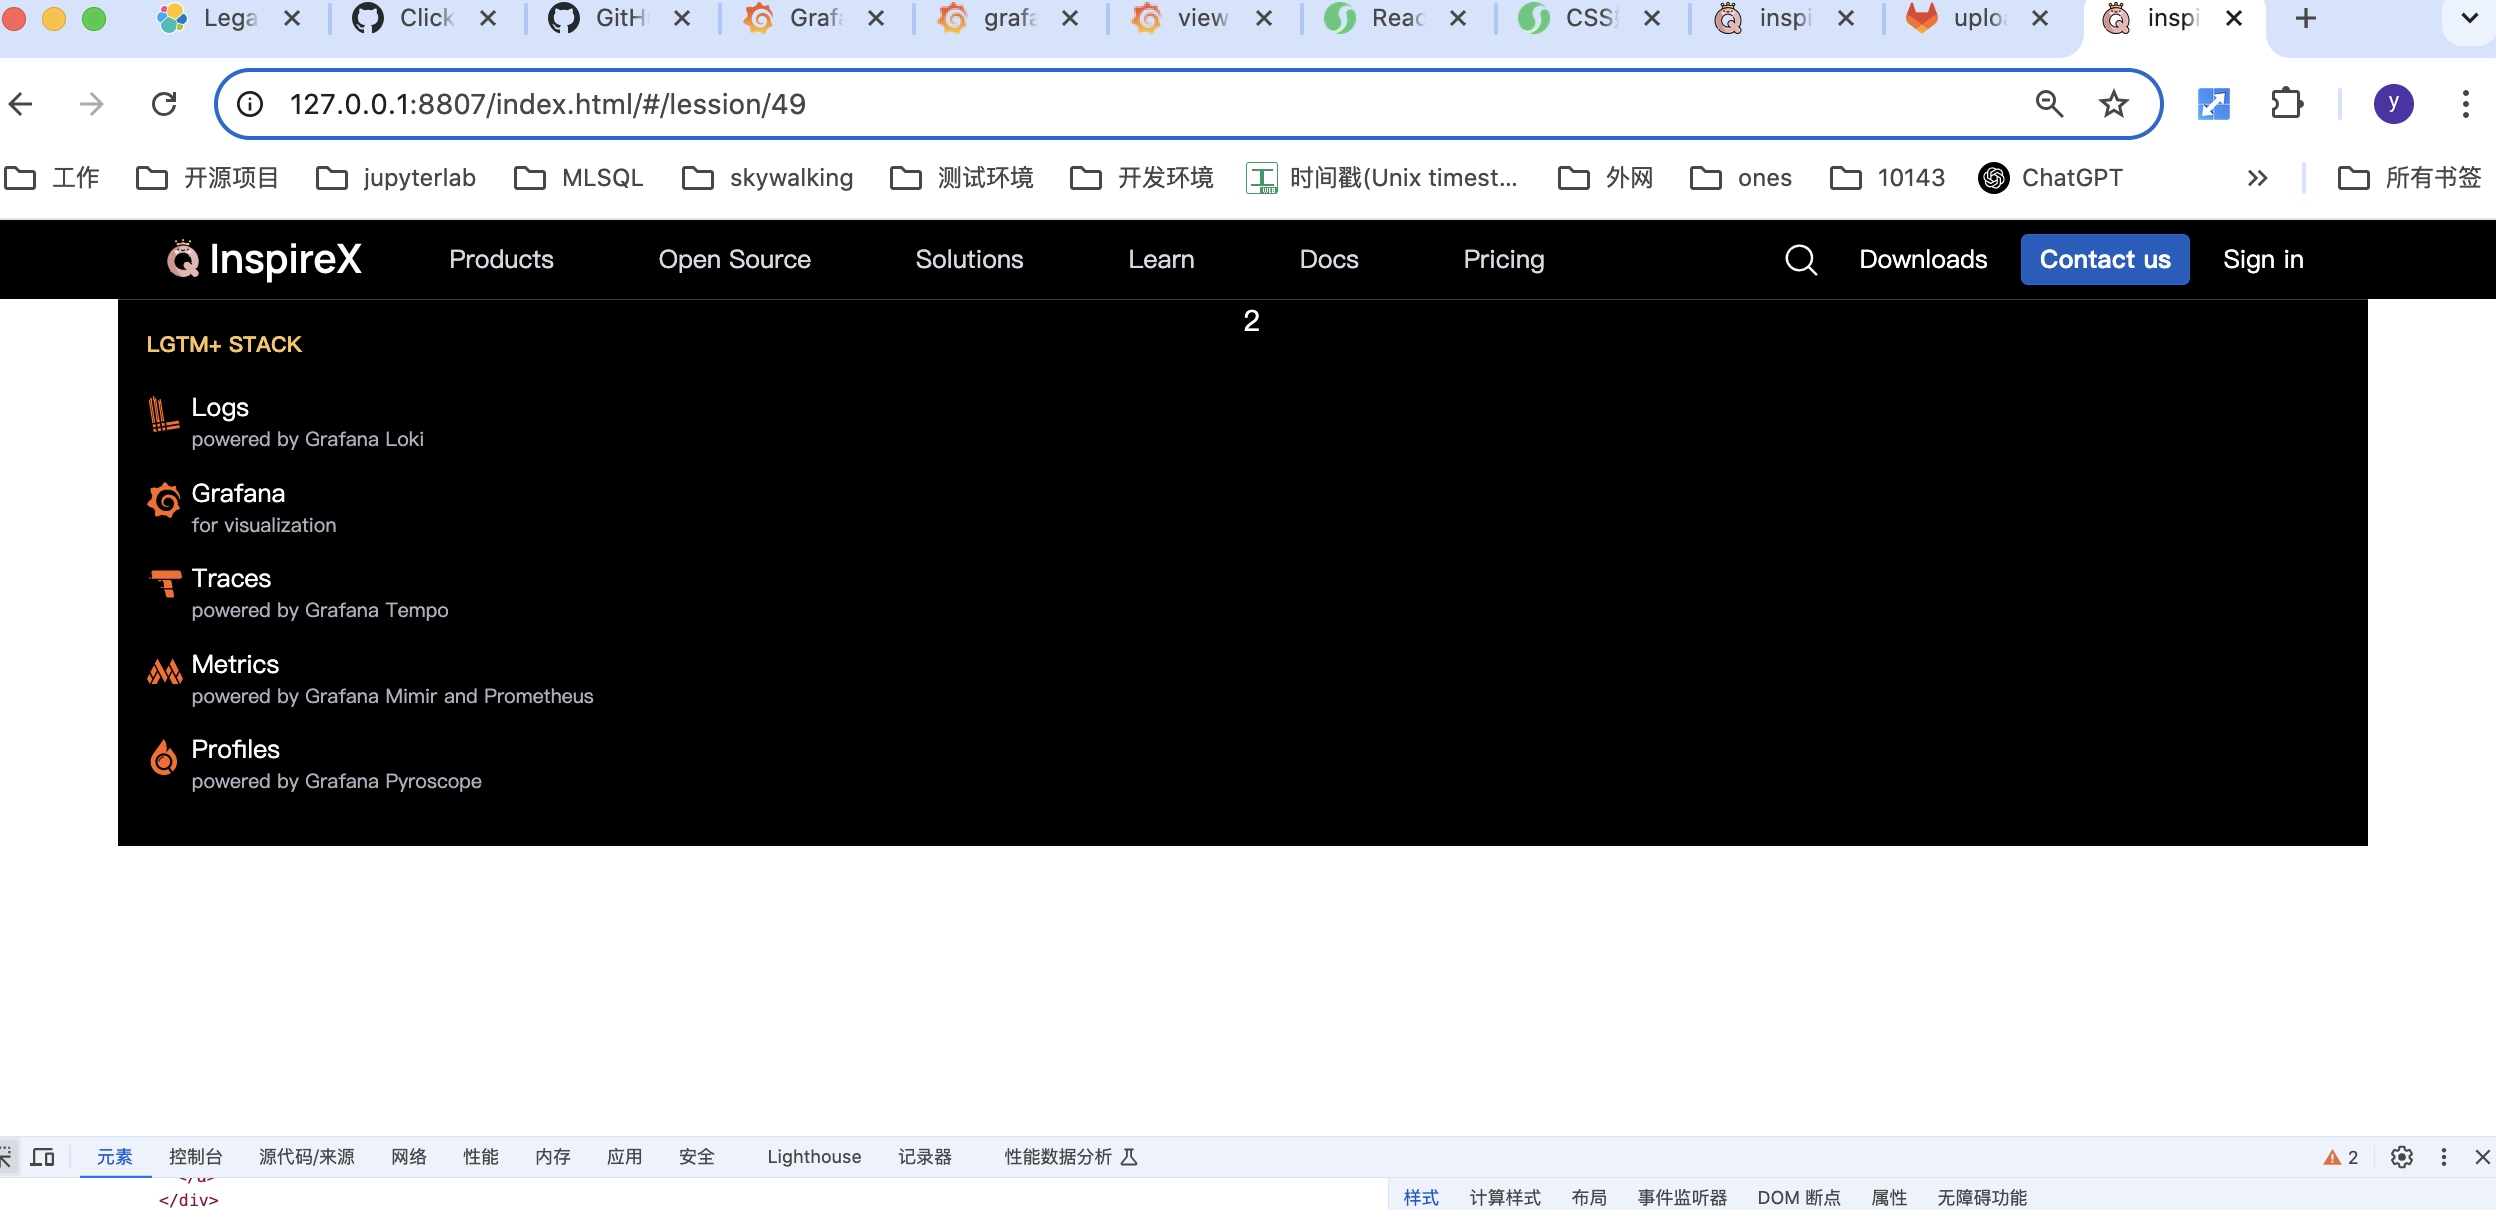 Lega
Click
GitH
Grafa
grafa
view
Reac
CSS
inspi
uplo
inspi
127.0.0.1:8807/index.html/#/lession/49
y
工作
开源项目
jupyterlab
MLSQL
skywalking
测试环境
开发环境
时间戳(Unix timest...
外网
ones
10143
ChatGPT
所有书签
InspireX
Products
Open Source
Solutions
Learn
Docs
Pricing
Downloads
Contact us
Sign in
2
LGTM+ STACK
Logs
powered by Grafana Loki
Grafana
for visualization
Traces
powered by Grafana Tempo
Metrics
powered by Grafana Mimir and Prometheus
Profiles
powered by Grafana Pyroscope
元素
控制台
源代码/来源
网络
性能
内存
应用
安全
Lighthouse
记录器
性能数据分析
2
</div>
样式
计算样式
布局
事件监听器
DOM 断点
属性
无障碍功能